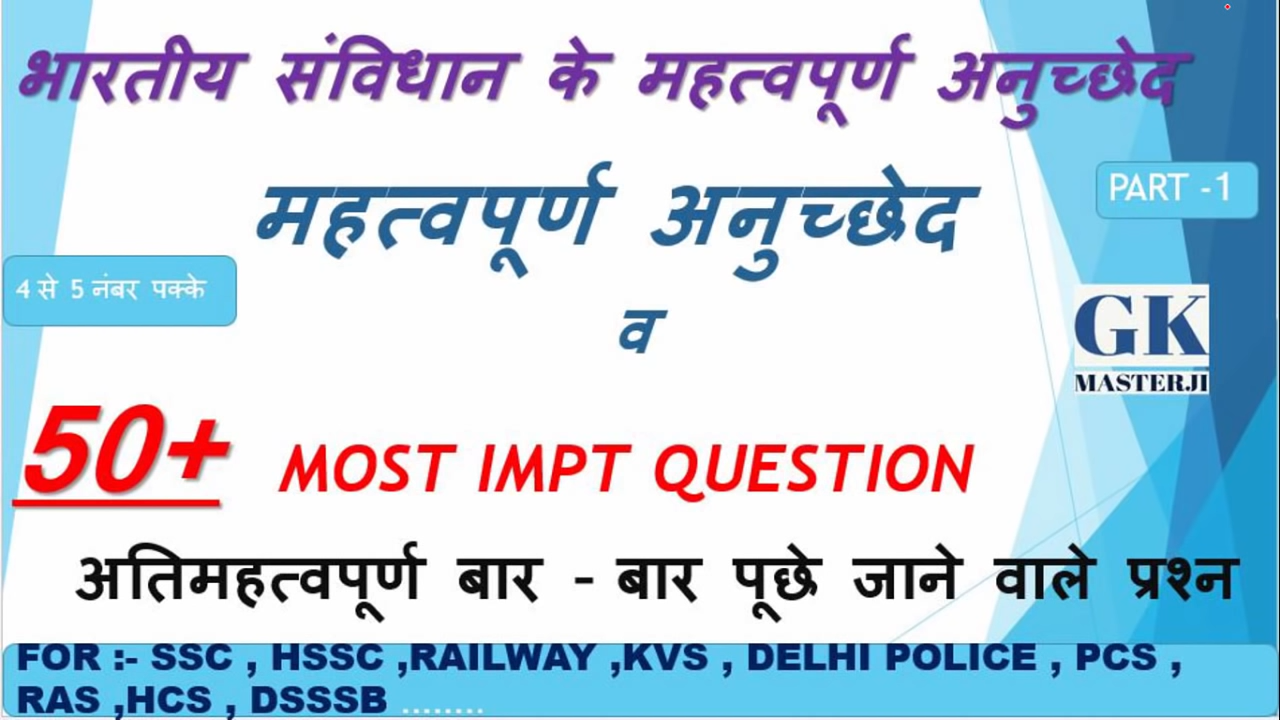 भारतीय संविधान के महत्वपूर्ण अनुच्छेद
महत्वपूर्ण अनुच्छेद
PART -1
4 से 5 नंबर पक्के
व
GK
MASTERJI
50+ MOST IMPT QUESTION
अतिमहत्वपूर्ण बार - बार पूछे जाने वाले प्रश्न
FOR :- SSC , HSSC ,RAILWAY ,KVS , DELHI POLICE , PCS ,
RAS ,HCS , DSSSB ........